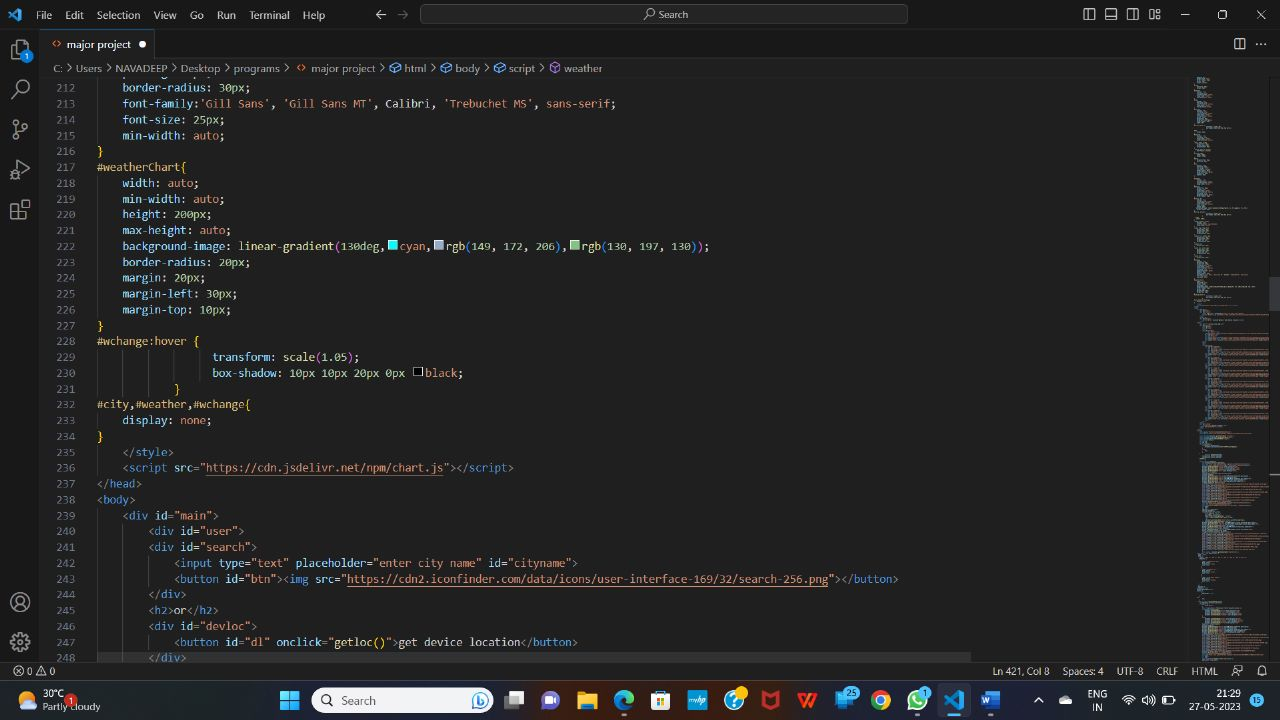 File Edit Selection View Go Run Terminal Help
Search
major project
1
C: > Users > NAVADEEP > Desktop > programs > major project > html > body > script > weather
212 border-radius: 30px;
213 font-family:'Gill Sans', 'Gill Sans MT', Calibri, 'Trebuchet MS', sans-serif;
214 font-size: 25px;
215 min-width: auto;
216 }
217 #weatherChart{
218 width: auto;
219 min-width: auto;
220 height: 200px;
221 max-height: auto;
222 background-image: linear-gradient(130deg,cyan,rgb(149, 172, 206),rgb(130, 197, 130));
223 border-radius: 20px;
224 margin: 20px;
225 margin-left: 30px;
226 margin-top: 10px;
227 }
228 #wchange:hover {
229 transform: scale(1.05);
230 box-shadow: 10px 10px 20px 0px black;
231 }
232 #city,#weather,#wchange{
233 display: none;
234 }
235 </style>
236 <script src="https://cdn.jsdelivr.net/npm/chart.js"></script>
237 </head>
238 <body>
239 <div id="main">
240 <div id="user">
241 <div id="search">
242 <input type="text" placeholder="enter city name" id="cname">
243 <button id="btn"><img src="https://cdn2.iconfinder.com/data/icons/user-interface-169/32/search-256.png"></button>
244 </div>
245 <h2>or</h2>
246 <div id="devloc">
247 <button id="dl" onclick="getlo()">get device location</button>
248 </div>
0 0
Ln 421, Col 8 Spaces: 4 UTF-8 CRLF HTML
30°C
Partly cloudy
1
Search
25
1
ENG
IN
21:29
27-05-2023
15